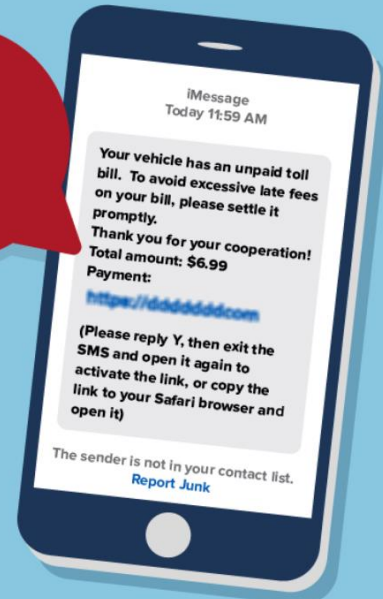 iMessage
Today 11:59 AM
Your vehicle has an unpaid toll
bill. To avoid excessive late fees
on your bill, please settle it
promptly.
Thank you for your cooperation!
Total amount: $6.99
Payment:
(Please reply Y, then exit the
SMS and open it again to
activate the link, or copy the
link to your Safari browser and
open it)
The sender is not in your contact list.
Report Junk